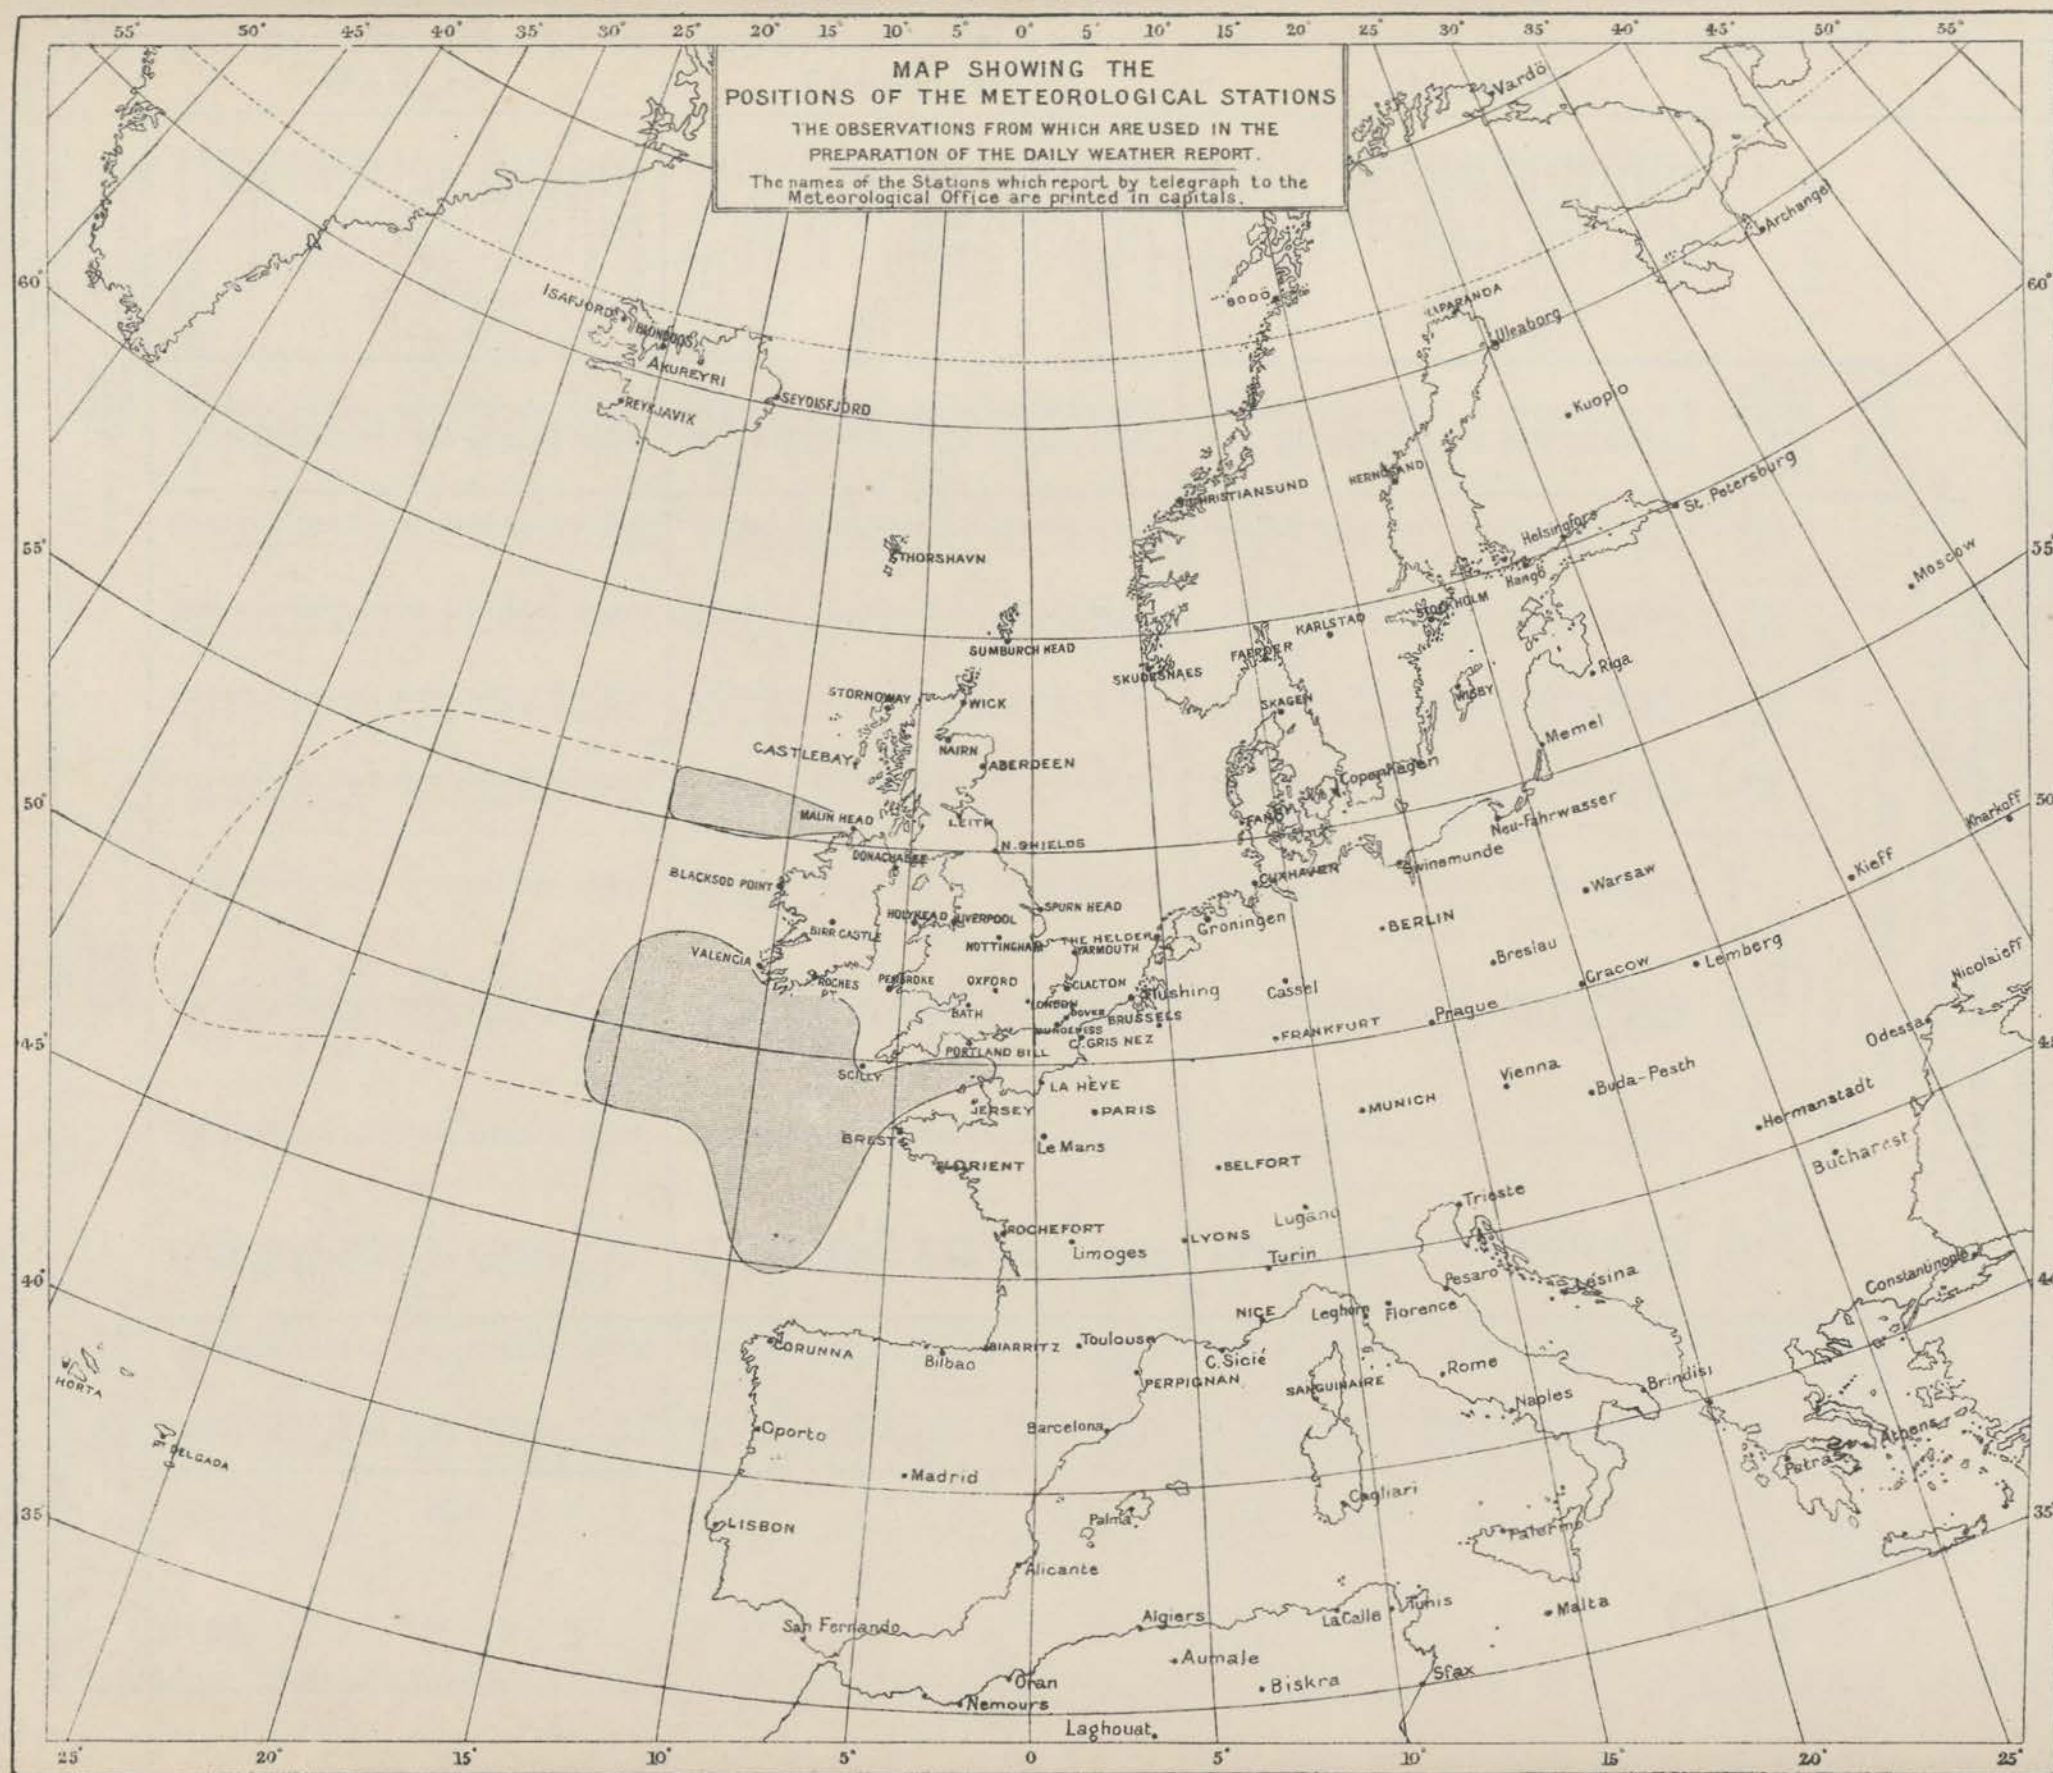 55° 50° 45° 40° 35° 30° 25° 20° 15° 10° 5° 0° 5° 10° 15° 20° 25 30° 35° 40° 45° 50° 55°
MAP SHOWING THE
POSITIONS OF THE METEOROLOGICAL STATIONS
THE OBSERVATIONS FROM WHICH ARE USED IN THE
PREPARATION OF THE DAILY WEATHER REPORT.
The names of the Stations which report by telegraph to the
Meteorological Office are printed in capitals.
Vardö
Archangel
60°
60°
ISAFJORD
BLONDUOS
AKUREYRI
REYKJAVIK
SEYDISFJORD
BODÖ
HAPARANDA
Uleaborg
Kuopio
CHRISTIANSUND
HERNOSAND
St. Petersburg
Helsingfors
Hangö
55°
55
Moscow
THORSHAVN
SUMBURGH HEAD
SKUDESNAES
FAERDER
KARLSTAD
STOCKHOLM
Riga
WISBY
STORNOWAY
WICK
SKAGEN
NAIRN
CASTLEBAY
ABERDEEN
Memel
Copenhagen
50°
50
MALIN HEAD
LEITH
FANÖ
Neu-fahrwasser
Kharkoff
N. SHIELDS
DONAGHADEE
Swinemunde
CUXHAVEN
BLACKSOD POINT
Warsaw
Kieff
SPURN HEAD
HOLYHEAD
LIVERPOOL
BIRR CASTLE
Groningen
BERLIN
NOTTINGHAM
THE HELDER
YARMOUTH
VALENCIA
Breslau
Lemberg
Nicolaieff
ROCHES
PT
PEMBROKE
OXFORD
CLACTON
Flushing
Cassel
Cracow
LONDON
BATH
DOVER
BRUSSELS
DUNGENESS
Prague
Odessa
FRANKFURT
C. GRIS NEZ
PORTLAND BILL
45°
45
SCILLY
LA HÈVE
Vienna
Buda-Pesth
JERSEY
PARIS
MUNICH
Hermanstadt
BREST
Le Mans
Bucharest
LORIENT
BELFORT
Trieste
ROCHEFORT
Limoges
LYONS
Lugano
Turin
40°
Pesaro
Lesina
Constantinople
NICE
Leghorn
Florence
CORUNNA
Bilbao
BIARRITZ
Toulouse
C. Sicié
PERPIGNAN
SANGUINAIRE
Rome
Brindisi
HORTA
Naples
Oporto
Barcelona
Athens
DELGADA
Madrid
Patras
Cagliari
35°
35°
LISBON
Palma
Palermo
Alicante
San Fernando
Algiers
La Calle
Tunis
Malta
Aumale
Biskra
Sfax
Oran
Nemours
Laghouat
25° 20° 15° 10° 5° 0 5° 10° 15° 20° 25°